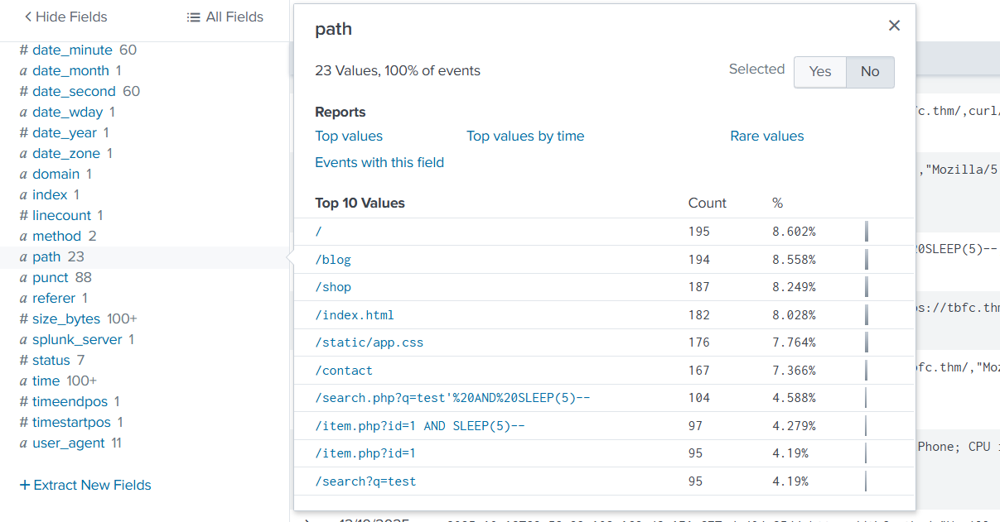 Hide Fields
All Fields
# date_minute 60
a date_month 1
# date_second 60
a date_wday 1
# date_year 1
a date_zone 1
a domain 1
a index 1
# linecount 1
a method 2
a path 23
a punct 88
a referer 1
# size_bytes 100+
a splunk_server 1
# status 7
a time 100+
# timeendpos 1
# timestartpos 1
a user_agent 11
+ Extract New Fields
path
23 Values, 100% of events
Selected Yes No
Reports
Top values Top values by time Rare values
Events with this field
Top 10 Values Count %
/ 195 8.602%
/blog 194 8.558%
/shop 187 8.249%
/index.html 182 8.028%
/static/app.css 176 7.764%
/contact 167 7.366%
/search.php?q=test'%20AND%20SLEEP(5)-- 104 4.588%
/item.php?id=1 AND SLEEP(5)-- 97 4.279%
/item.php?id=1 95 4.19%
/search?q=test 95 4.19%
c.thm/,curl/
,"Mozilla/5
0SLEEP(5)--
s://tbfc.thm
fc.thm/,"Moz
Phone; CPU